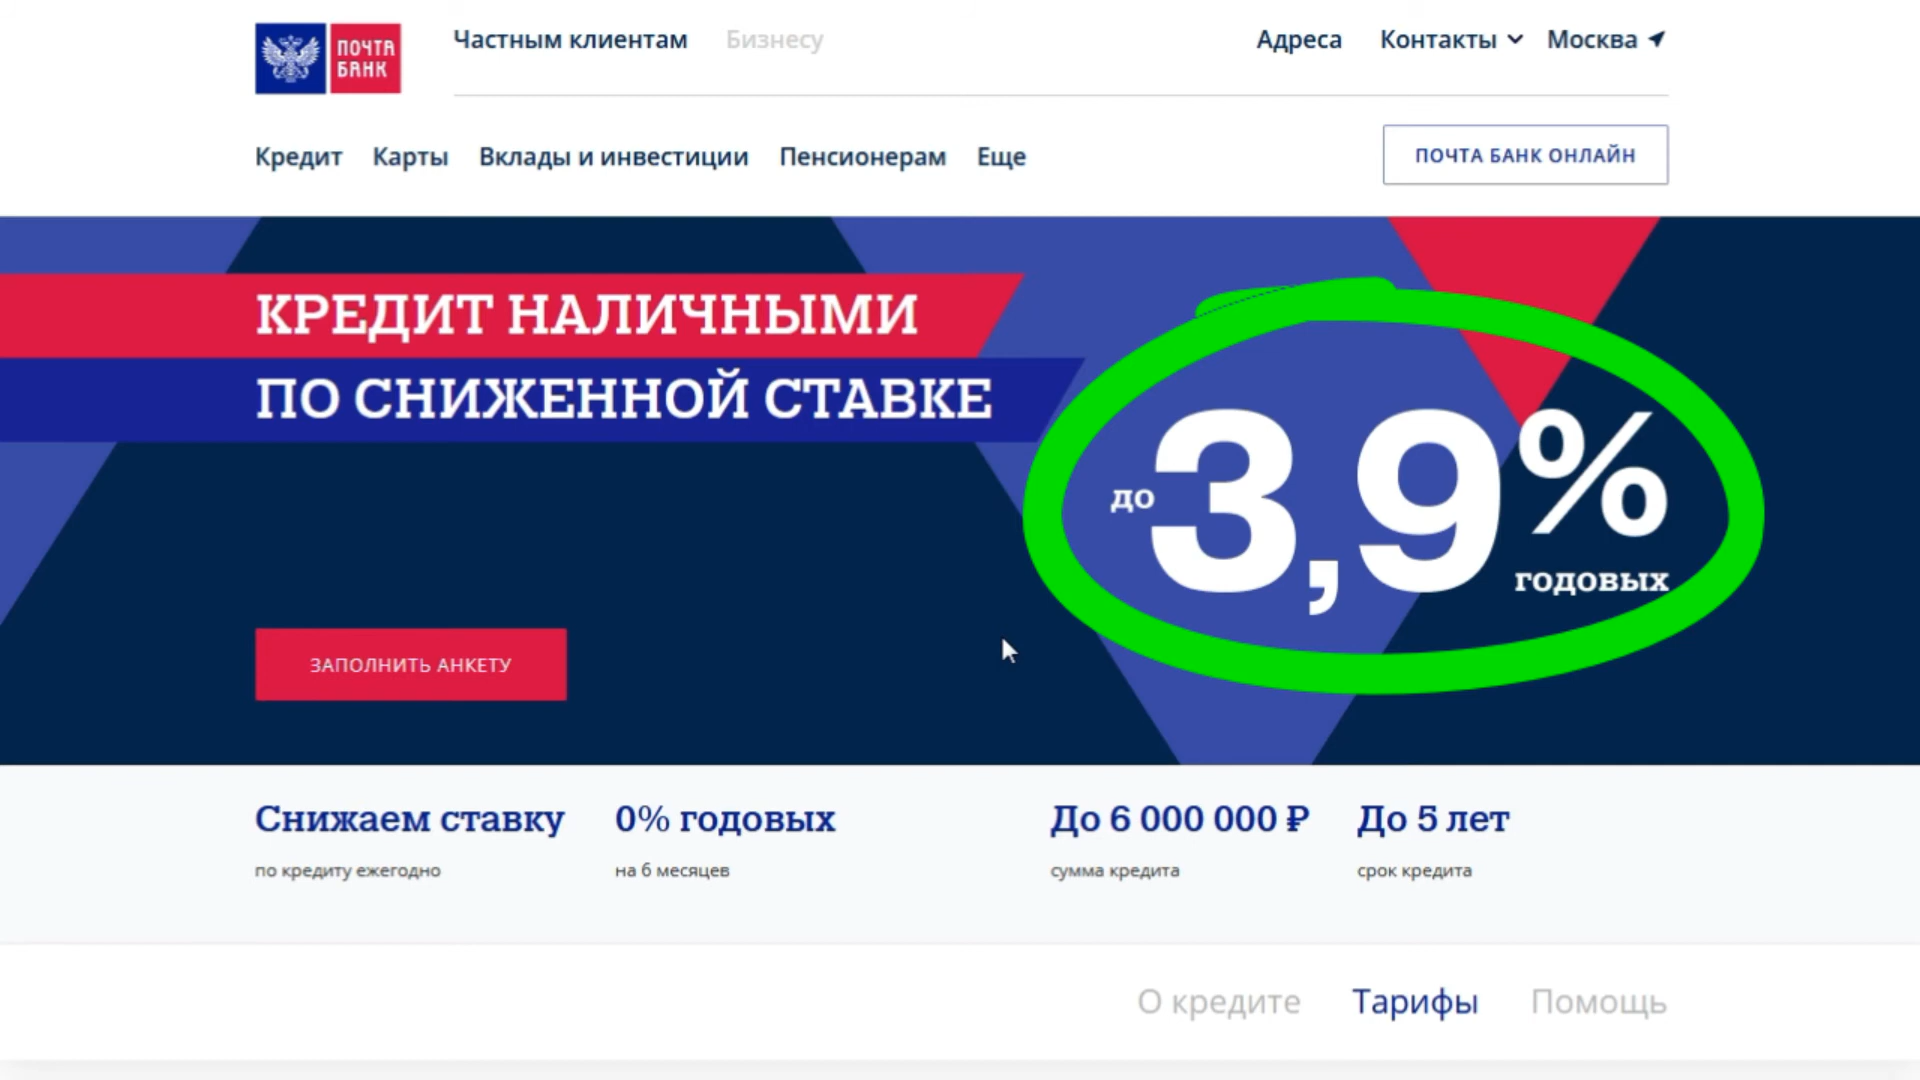 ПОЧТА
БАНК
Частным клиентам Бизнесу Адреса Контакты Москва
Кредит Карты Вклады и инвестиции Пенсионерам Еще ПОЧТА БАНК ОНЛАЙН
КРЕДИТ НАЛИЧНЫМИ
ПО СНИЖЕННОЙ СТАВКЕ
до 3,9%
годовых
ЗАПОЛНИТЬ АНКЕТУ
Снижаем ставку 0% годовых До 6 000 000 ₽ До 5 лет
по кредиту ежегодно на 6 месяцев сумма кредита срок кредита
О кредите Тарифы Помощь